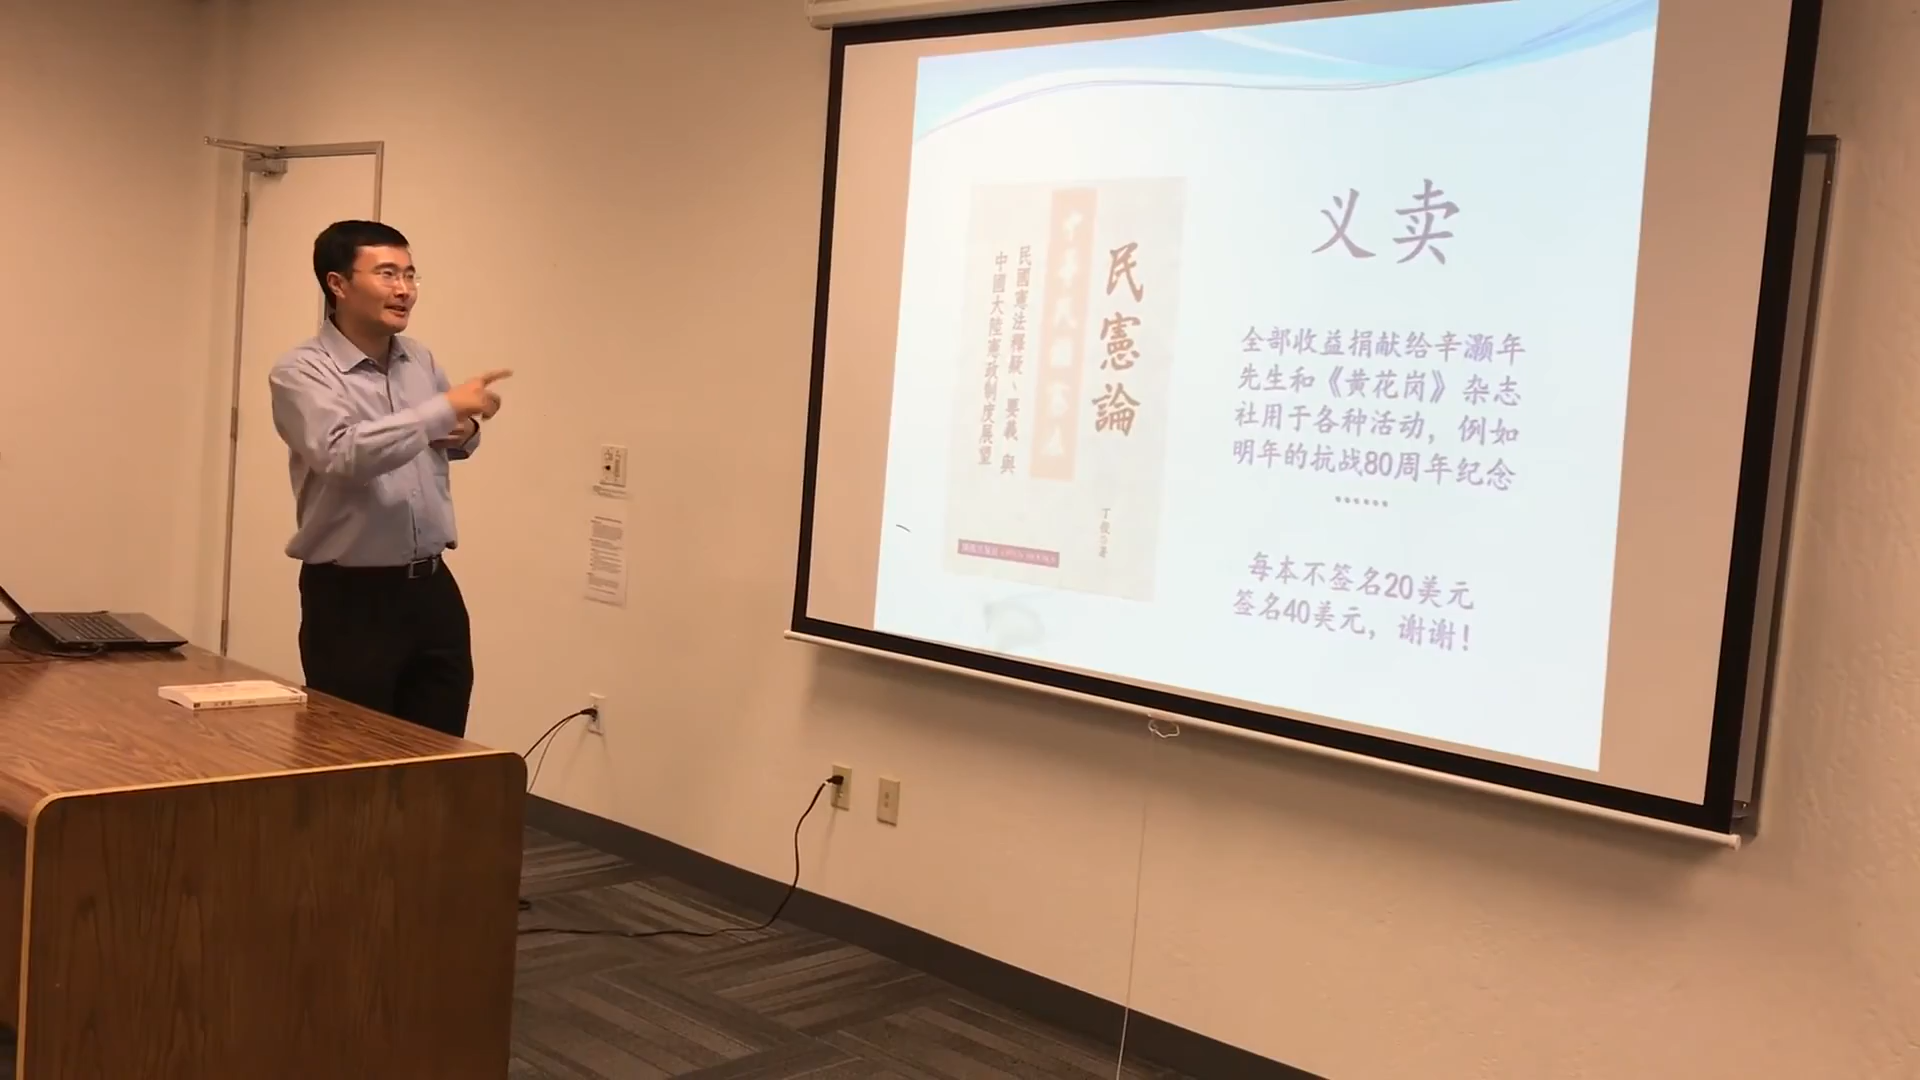 义卖
全部收益捐献给辛灏年
先生和《黄花岗》杂志
社用于各种活动，例如
明年的抗战80周年纪念
……
每本不签名20美元
签名40美元，谢谢！
民憲論
民國憲法釋疑、要義與
中國大陸憲政制度展望
丁俊 著